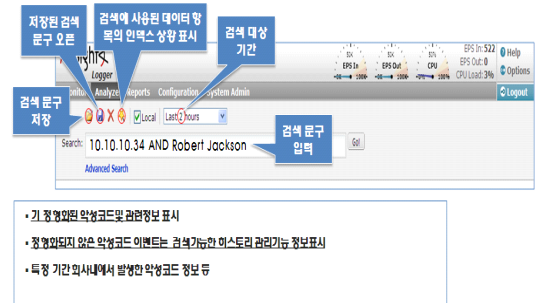 저장된 검색
문구 오픈
검색에 사용된 데이터 항
목의 인덱스 상황 표시
검색 대상
기간
Logger
EPS In
EPS Out
CPU
EPS In: 522
EPS Out: 0
CPU Load: 3%
Help
Options
Monitor Analyze Reports Configuration System Admin
Logout
검색 문구
저장
Local
Last 2 hours
검색 문구
입력
Search: 10.10.10.34 AND Robert Jackson
Go!
Advanced Search
▪ 기 정형화된 악성코드및 관련정보 표시
▪ 정형화되지 않은 악성코드 이벤트는 검색가능한 히스토리 관리기능 정보표시
▪ 특정 기간 회사내에서 발생한 악성코드 정보 등